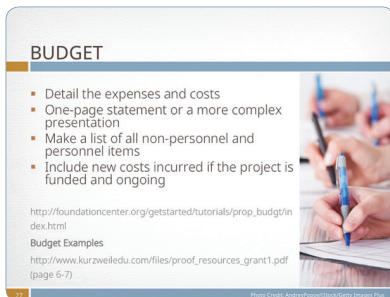 BUDGET
▪ Detail the expenses and costs
▪ One-page statement or a more complex
presentation
▪ Make a list of all non-personnel and
personnel items
▪ Include new costs incurred if the project is
funded and ongoing
http://foundationcenter.org/getstarted/tutorials/prop_budgt/in
dex.html
Budget Examples
http://www.kurzweiledu.com/files/proof_resources_grant1.pdf
(page 6-7)
Photo Credit: AndreyPopov/iStock/Getty Images Plus